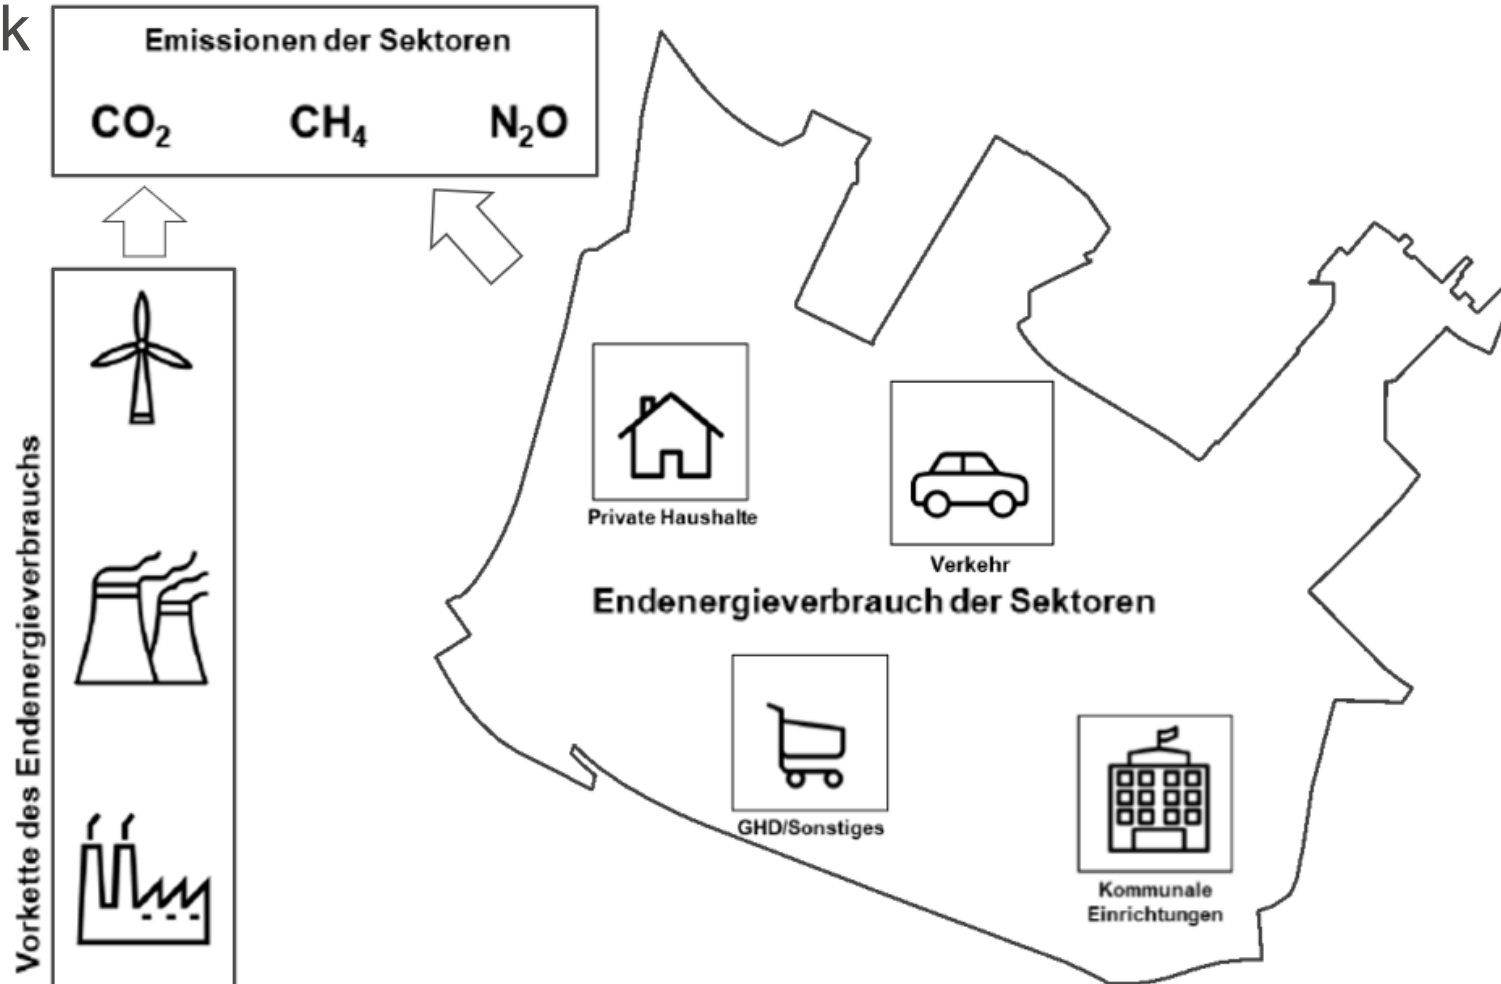 k
Emissionen der Sektoren
CO₂ CH₄ N₂O
Vorkette des Endenergieverbrauchs
Private Haushalte
Verkehr
Endenergieverbrauch der Sektoren
GHD/Sonstiges
Kommunale
Einrichtungen